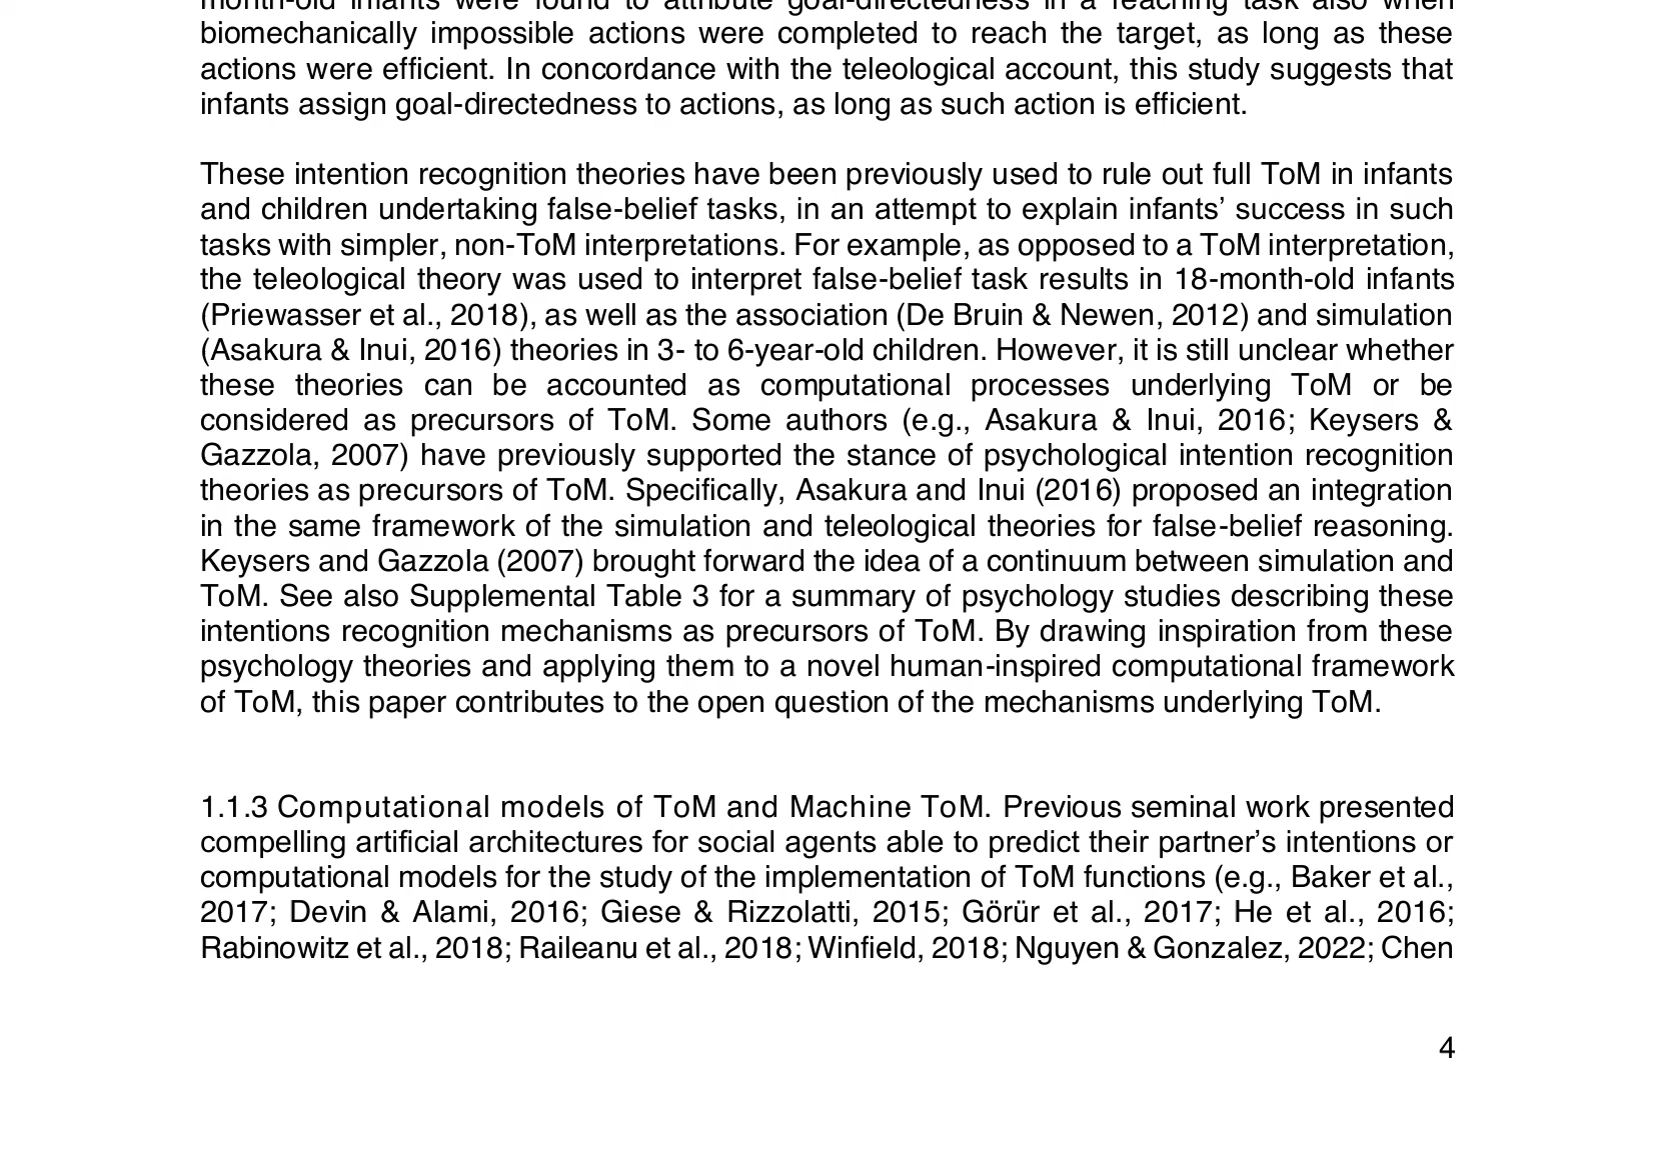 month-old infants were found to attribute goal-directedness in a reaching task also when
biomechanically impossible actions were completed to reach the target, as long as these
actions were efficient. In concordance with the teleological account, this study suggests that
infants assign goal-directedness to actions, as long as such action is efficient.
These intention recognition theories have been previously used to rule out full ToM in infants
and children undertaking false-belief tasks, in an attempt to explain infants’ success in such
tasks with simpler, non-ToM interpretations. For example, as opposed to a ToM interpretation,
the teleological theory was used to interpret false-belief task results in 18-month-old infants
(Priewasser et al., 2018), as well as the association (De Bruin & Newen, 2012) and simulation
(Asakura & Inui, 2016) theories in 3- to 6-year-old children. However, it is still unclear whether
these theories can be accounted as computational processes underlying ToM or be
considered as precursors of ToM. Some authors (e.g., Asakura & Inui, 2016; Keysers &
Gazzola, 2007) have previously supported the stance of psychological intention recognition
theories as precursors of ToM. Specifically, Asakura and Inui (2016) proposed an integration
in the same framework of the simulation and teleological theories for false-belief reasoning.
Keysers and Gazzola (2007) brought forward the idea of a continuum between simulation and
ToM. See also Supplemental Table 3 for a summary of psychology studies describing these
intentions recognition mechanisms as precursors of ToM. By drawing inspiration from these
psychology theories and applying them to a novel human-inspired computational framework
of ToM, this paper contributes to the open question of the mechanisms underlying ToM.
1.1.3 Computational models of ToM and Machine ToM. Previous seminal work presented
compelling artificial architectures for social agents able to predict their partner’s intentions or
computational models for the study of the implementation of ToM functions (e.g., Baker et al.,
2017; Devin & Alami, 2016; Giese & Rizzolatti, 2015; Görür et al., 2017; He et al., 2016;
Rabinowitz et al., 2018; Raileanu et al., 2018; Winfield, 2018; Nguyen & Gonzalez, 2022; Chen
4